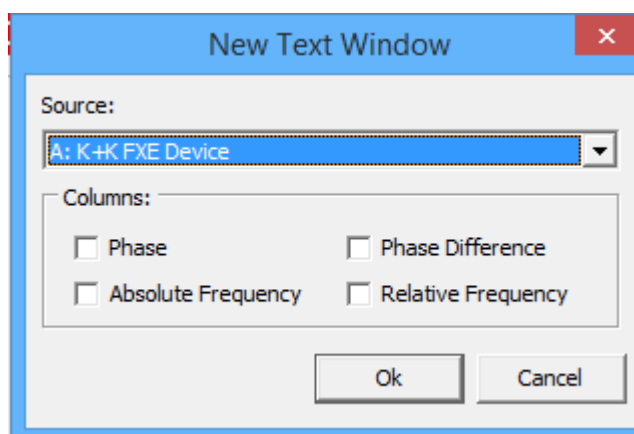 New Text Window
Source:
A: K+K FXE Device
Columns:
Phase
Phase Difference
Absolute Frequency
Relative Frequency
Ok
Cancel